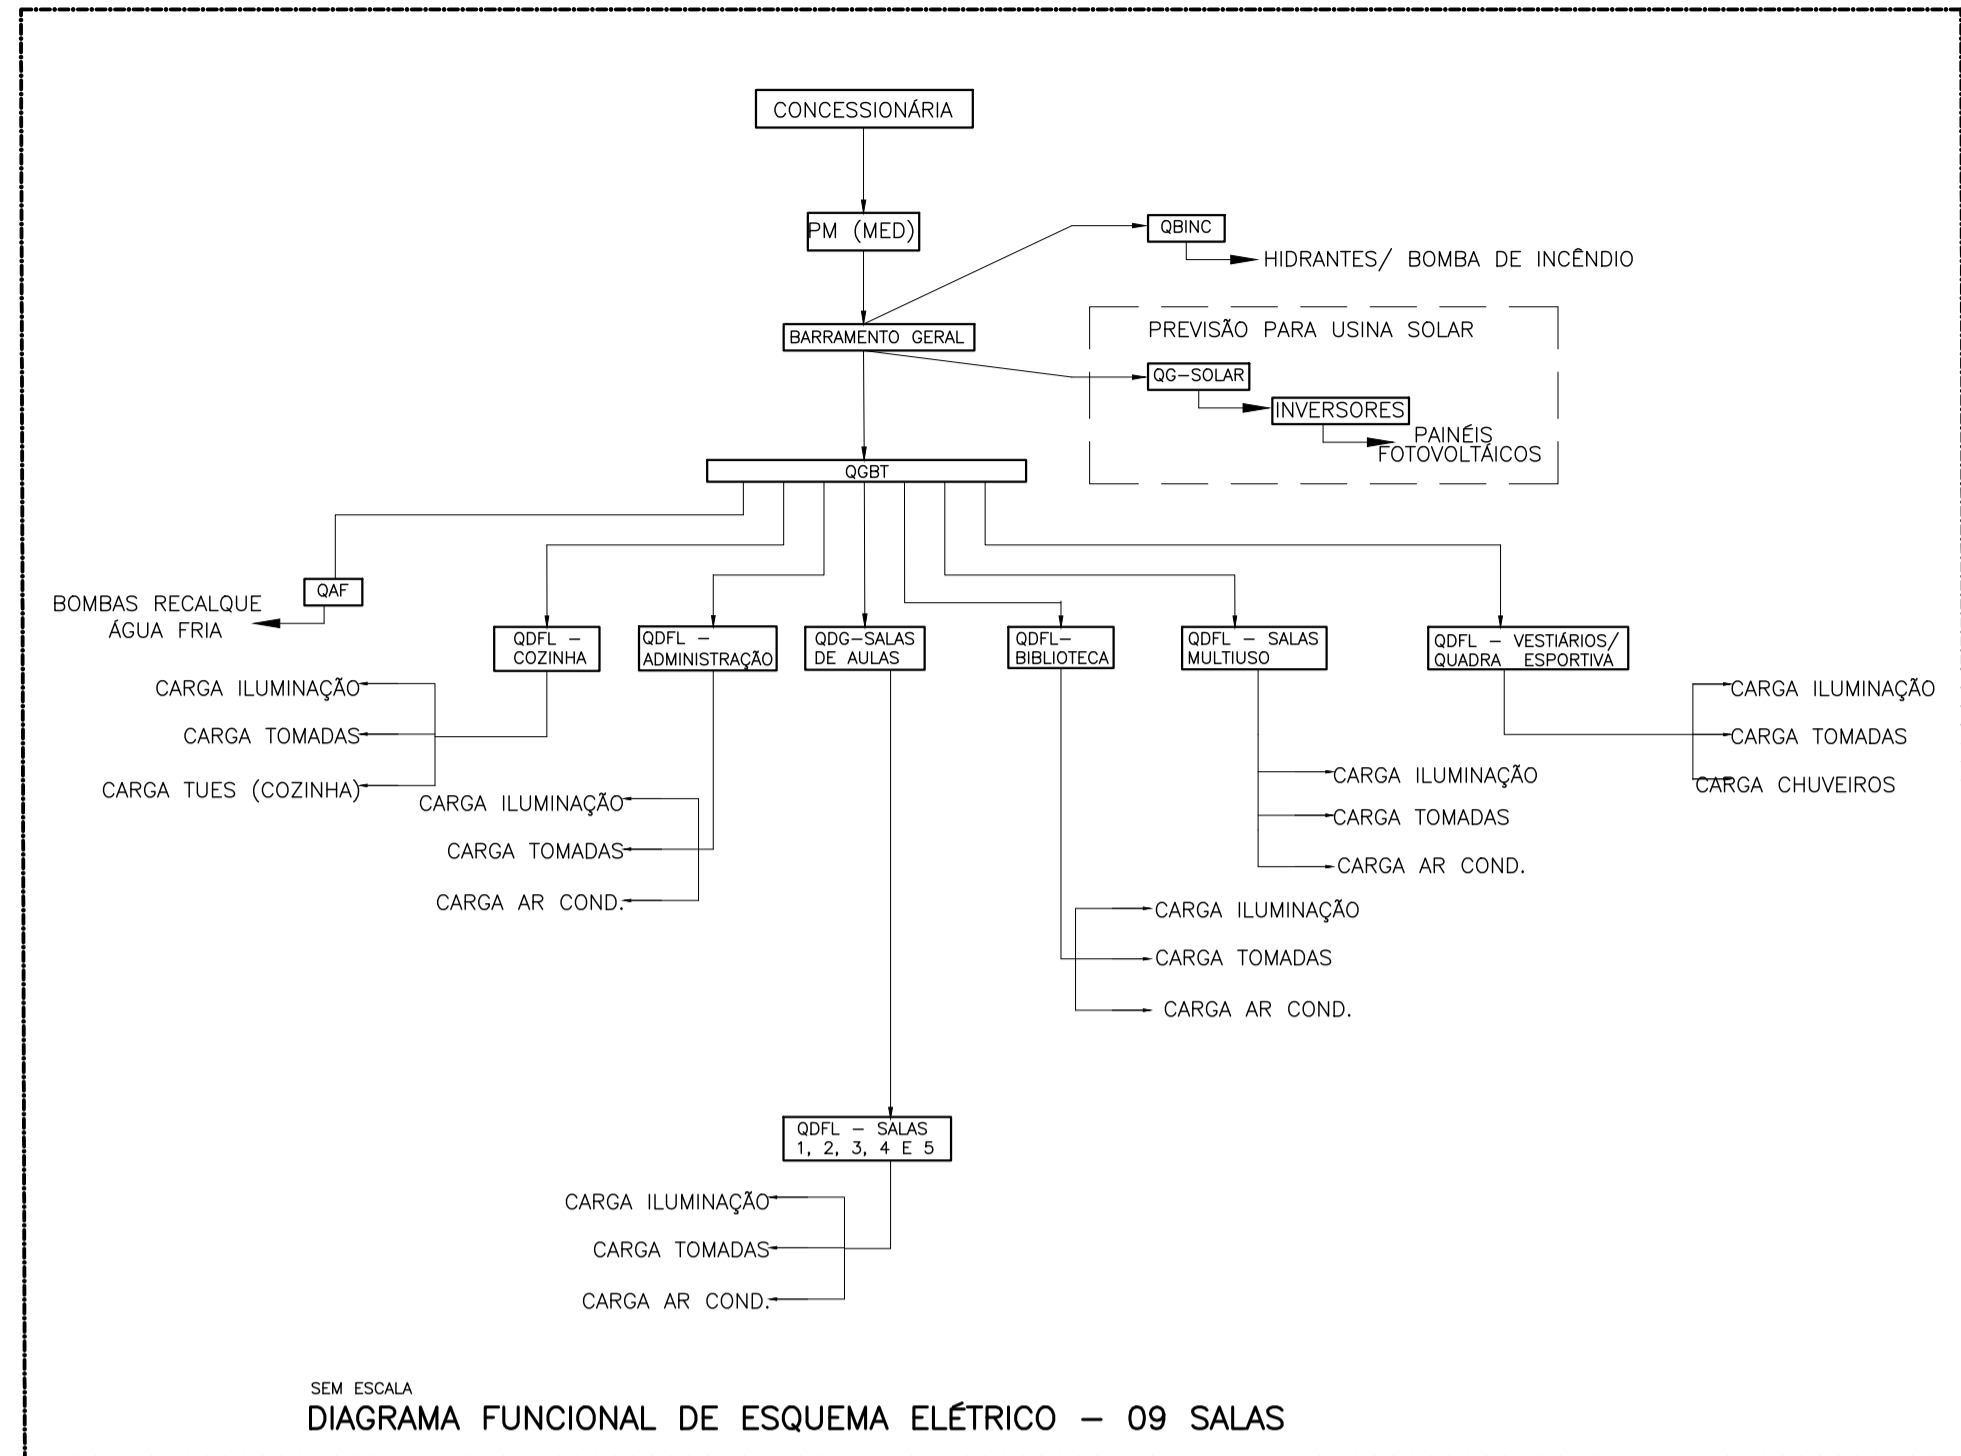 CONCESSIONÁRIA
PM (MED)
QBINC
HIDRANTES/ BOMBA DE INCÊNDIO
BARRAMENTO GERAL
PREVISÃO PARA USINA SOLAR
QG-SOLAR
INVERSORES
PAINÉIS
FOTOVOLTÁICOS
QGBT
QAF
BOMBAS RECALQUE
ÁGUA FRIA
QDFL -
COZINHA
QDFL -
ADMINISTRAÇÃO
QDG-SALAS
DE AULAS
QDFL-
BIBLIOTECA
QDFL - SALAS
MULTIUSO
QDFL - VESTIÁRIOS/
QUADRA ESPORTIVA
CARGA ILUMINAÇÃO
CARGA TOMADAS
CARGA TUES (COZINHA)
CARGA ILUMINAÇÃO
CARGA TOMADAS
CARGA AR COND.
CARGA ILUMINAÇÃO
CARGA TOMADAS
CARGA AR COND.
CARGA ILUMINAÇÃO
CARGA TOMADAS
CARGA AR COND.
CARGA ILUMINAÇÃO
CARGA TOMADAS
CARGA CHUVEIROS
QDFL - SALAS
1, 2, 3, 4 E 5
CARGA ILUMINAÇÃO
CARGA TOMADAS
CARGA AR COND.
SEM ESCALA
DIAGRAMA FUNCIONAL DE ESQUEMA ELÉTRICO - 09 SALAS